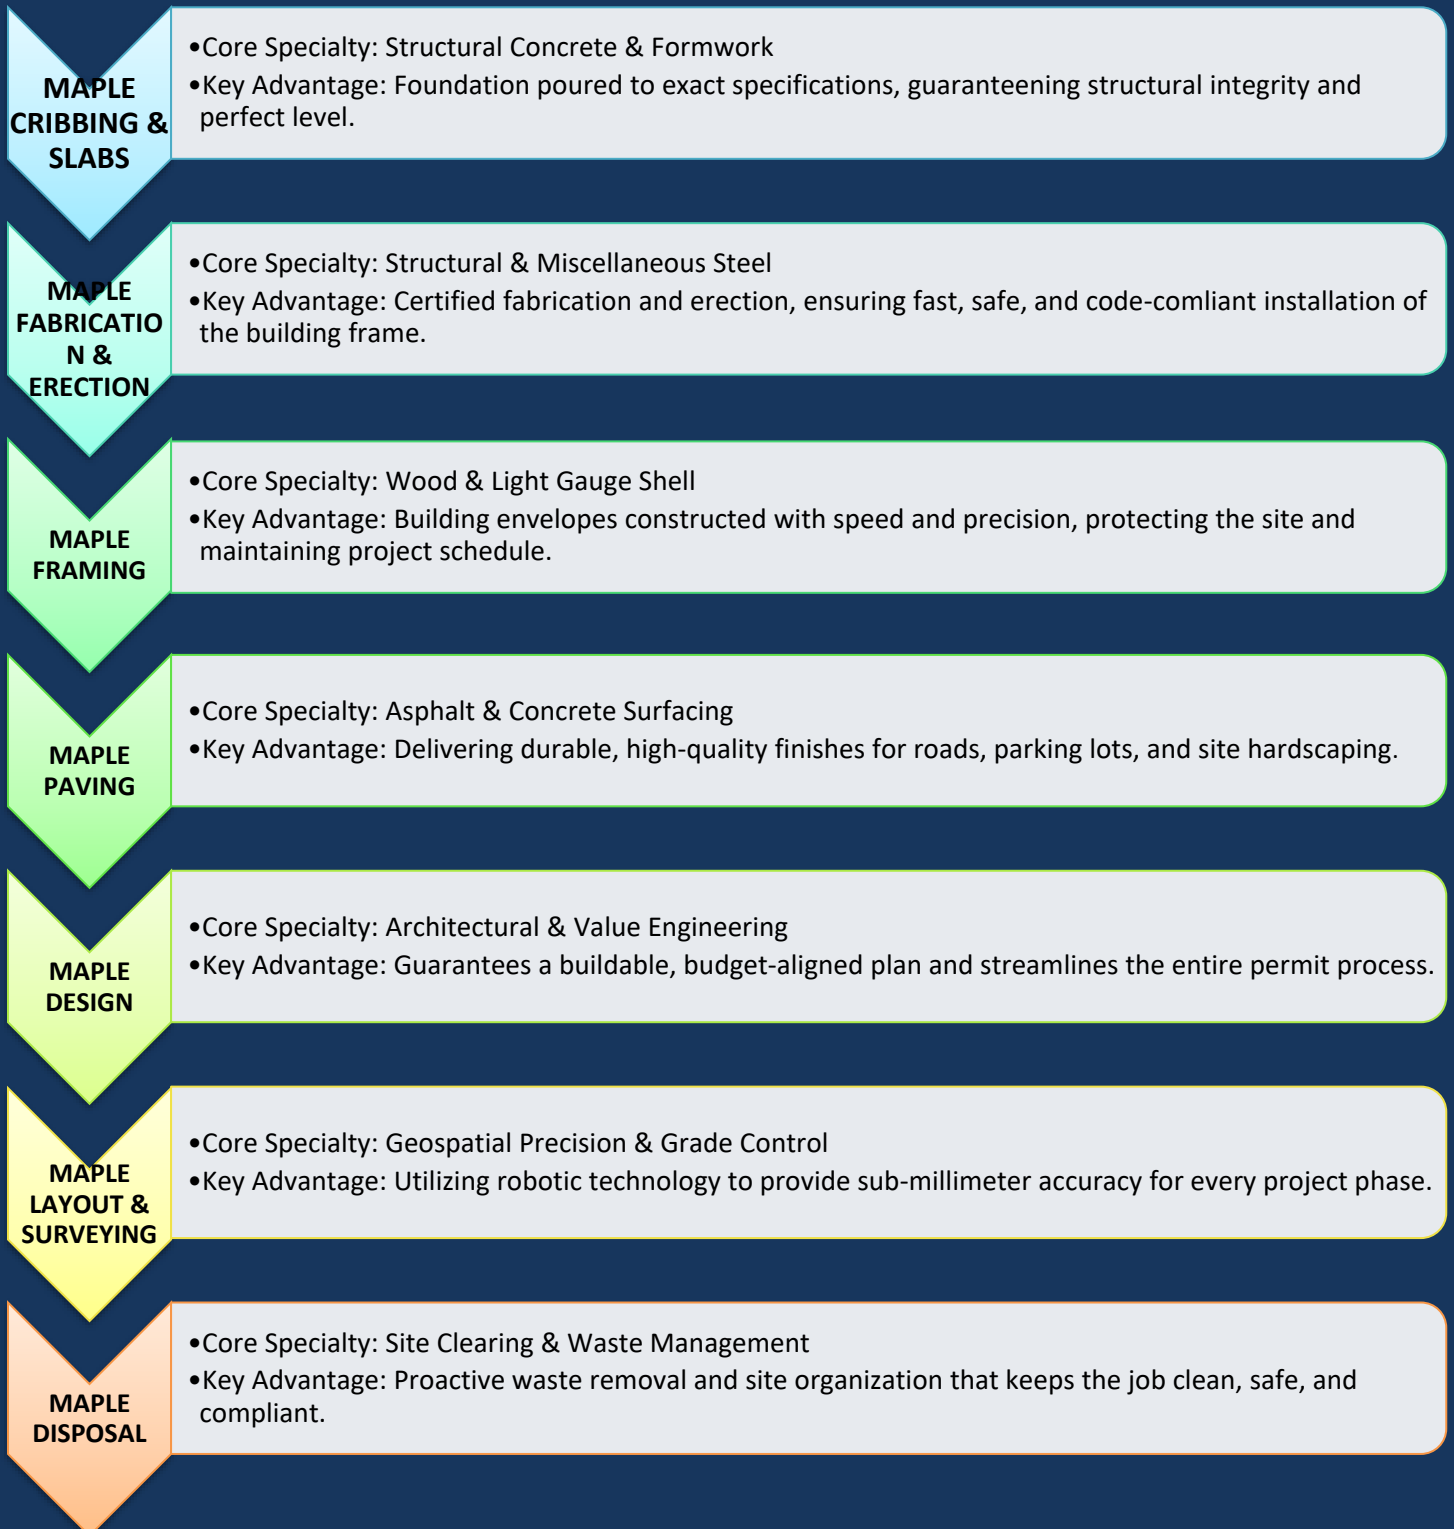 MAPLE
CRIBBING &
SLABS
•Core Specialty: Structural Concrete & Formwork
•Key Advantage: Foundation poured to exact specifications, guaranteening structural integrity and
perfect level.
MAPLE
FABRICATIO
N &
ERECTION
•Core Specialty: Structural & Miscellaneous Steel
•Key Advantage: Certified fabrication and erection, ensuring fast, safe, and code-comliant installation of
the building frame.
MAPLE
FRAMING
•Core Specialty: Wood & Light Gauge Shell
•Key Advantage: Building envelopes constructed with speed and precision, protecting the site and
maintaining project schedule.
MAPLE
PAVING
•Core Specialty: Asphalt & Concrete Surfacing
•Key Advantage: Delivering durable, high-quality finishes for roads, parking lots, and site hardscaping.
MAPLE
DESIGN
•Core Specialty: Architectural & Value Engineering
•Key Advantage: Guarantees a buildable, budget-aligned plan and streamlines the entire permit process.
MAPLE
LAYOUT &
SURVEYING
•Core Specialty: Geospatial Precision & Grade Control
•Key Advantage: Utilizing robotic technology to provide sub-millimeter accuracy for every project phase.
MAPLE
DISPOSAL
•Core Specialty: Site Clearing & Waste Management
•Key Advantage: Proactive waste removal and site organization that keeps the job clean, safe, and
compliant.